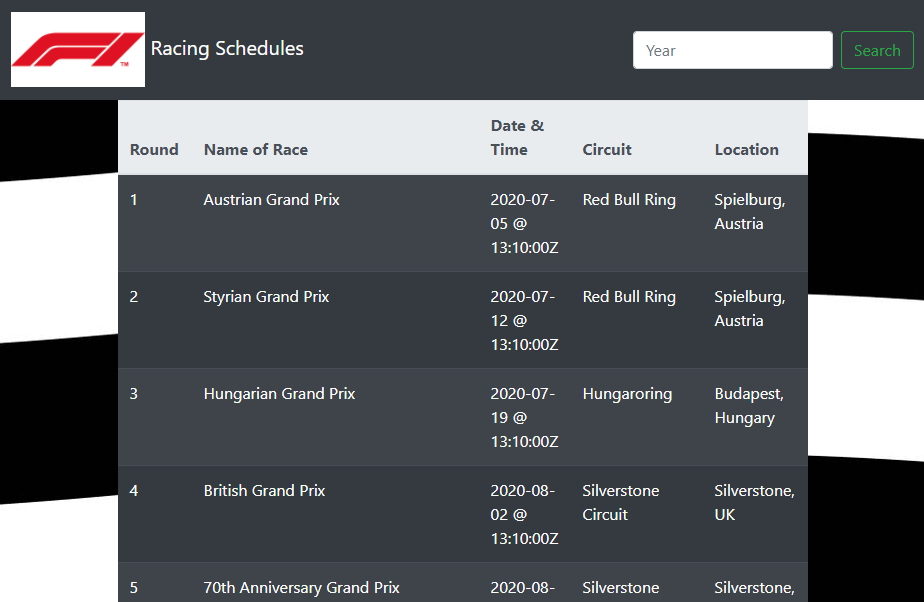 F1 TM
Racing Schedules
Year
Search
Round Name of Race Date &
Time Circuit Location
1 Austrian Grand Prix 2020-07-
05 @
13:10:00Z Red Bull Ring Spielburg,
Austria
2 Styrian Grand Prix 2020-07-
12 @
13:10:00Z Red Bull Ring Spielburg,
Austria
3 Hungarian Grand Prix 2020-07-
19 @
13:10:00Z Hungaroring Budapest,
Hungary
4 British Grand Prix 2020-08-
02 @
13:10:00Z Silverstone
Circuit Silverstone,
UK
5 70th Anniversary Grand Prix 2020-08- Silverstone Silverstone,